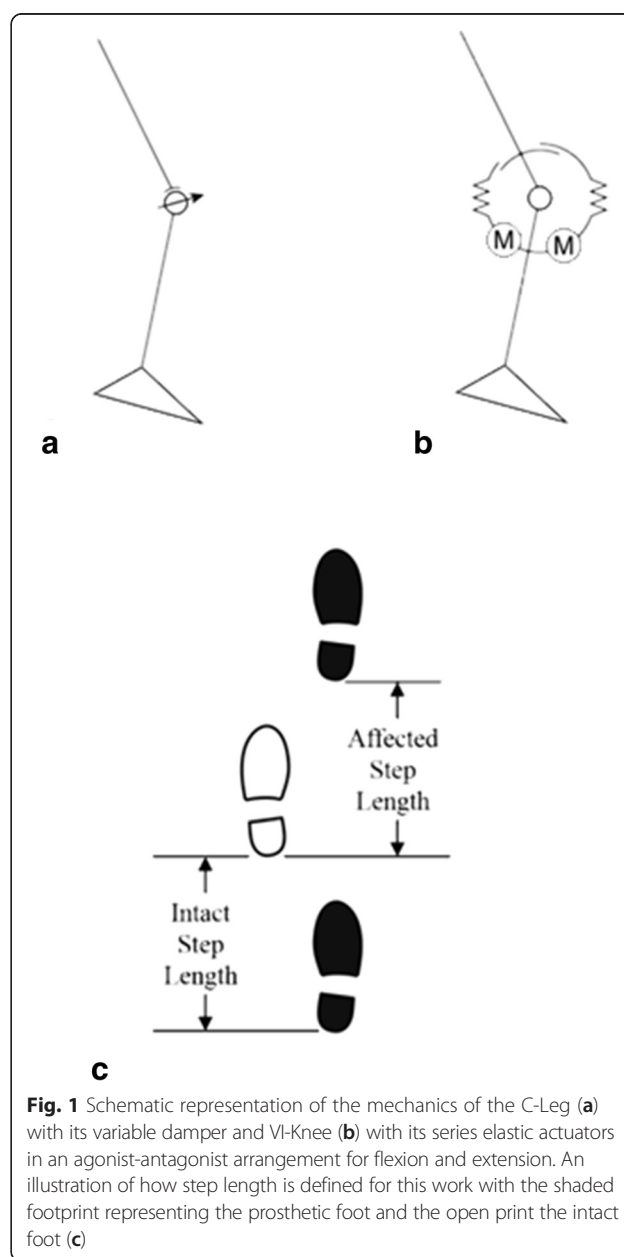 M
M
a
b
Affected
Step
Length
Intact
Step
Length
c
Fig. 1 Schematic representation of the mechanics of the C-Leg (a)
with its variable damper and VI-Knee (b) with its series elastic actuators
in an agonist-antagonist arrangement for flexion and extension. An
illustration of how step length is defined for this work with the shaded
footprint representing the prosthetic foot and the open print the intact
foot (c)